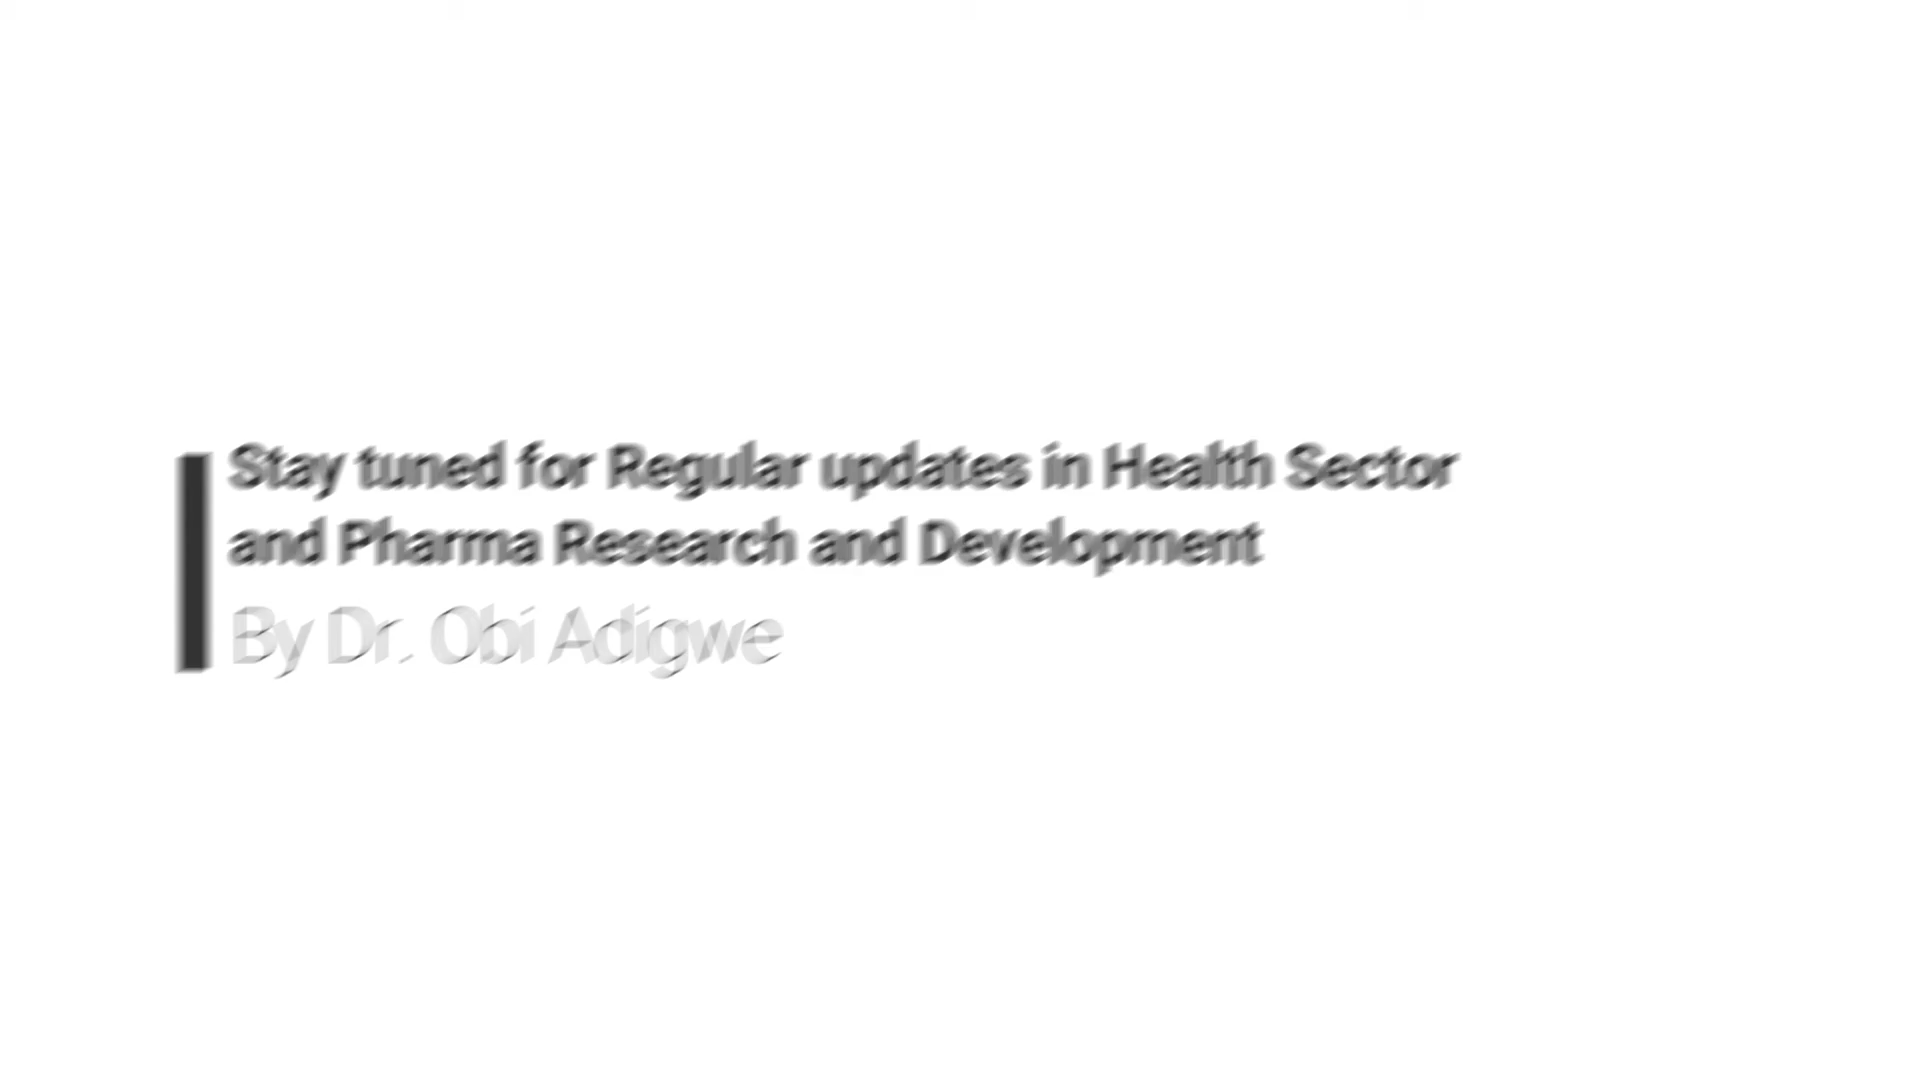 Stay tuned for Regular updates in Health Sector
and Pharma Research and Development
By Dr. Obi Adigwe